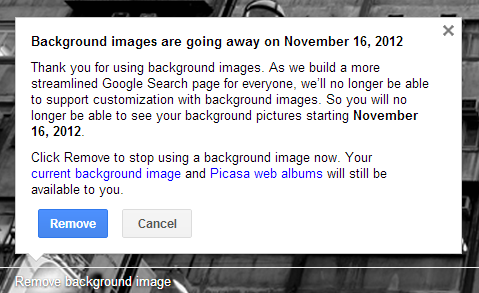 Background images are going away on November 16, 2012
Thank you for using background images. As we build a more
streamlined Google Search page for everyone, we'll no longer be able
to support customization with background images. So you will no
longer be able to see your background pictures starting November
16, 2012.
Click Remove to stop using a background image now. Your
current background image and Picasa web albums will still be
available to you.
Remove Cancel
Remove background image